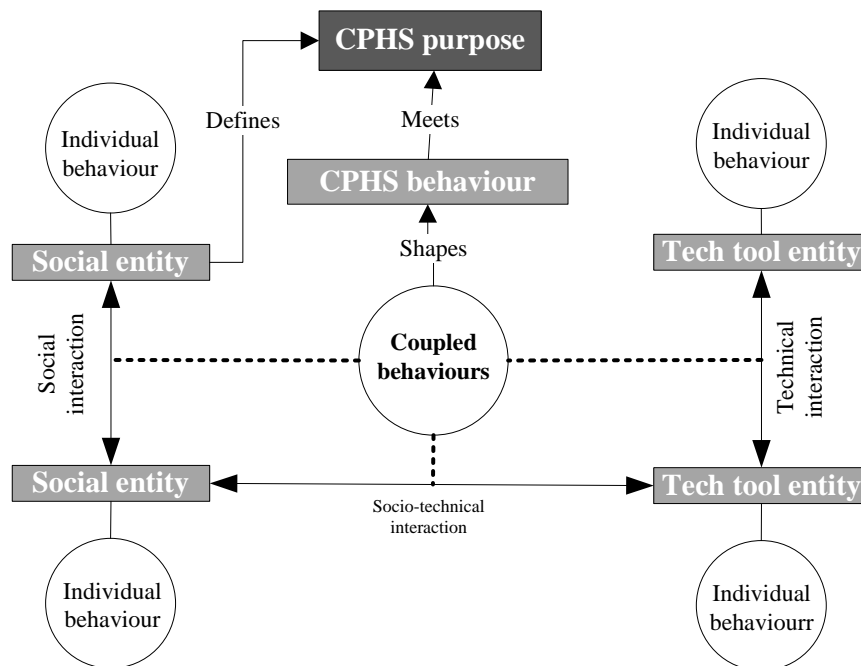 CPHS purpose
Individual
behaviour
Defines
Meets
Individual
behaviour
CPHS behaviour
Social entity
Shapes
Tech tool entity
Social
interaction
Coupled
behaviours
Technical
interaction
Social entity
Socio-technical
interaction
Tech tool entity
Individual
behaviour
Individual
behaviourr